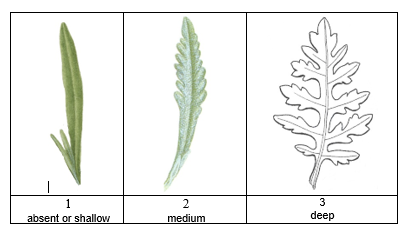 1
absent or shallow
2
medium
3
deep